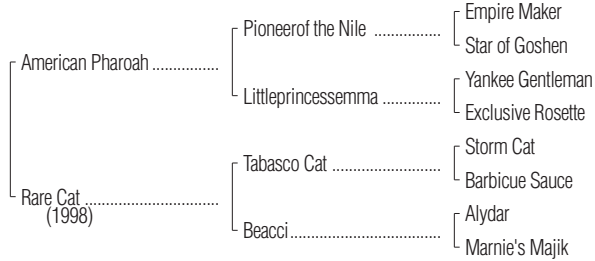 Empire Maker
Pioneerof the Nile ................
Star of Goshen
American Pharoah ................
Yankee Gentleman
Littleprincessemma ..............
Exclusive Rosette
Storm Cat
Tabasco Cat ..........................
Barbicue Sauce
Rare Cat ................................
(1998)
Alydar
Beacci....................................
Marnie's Majik